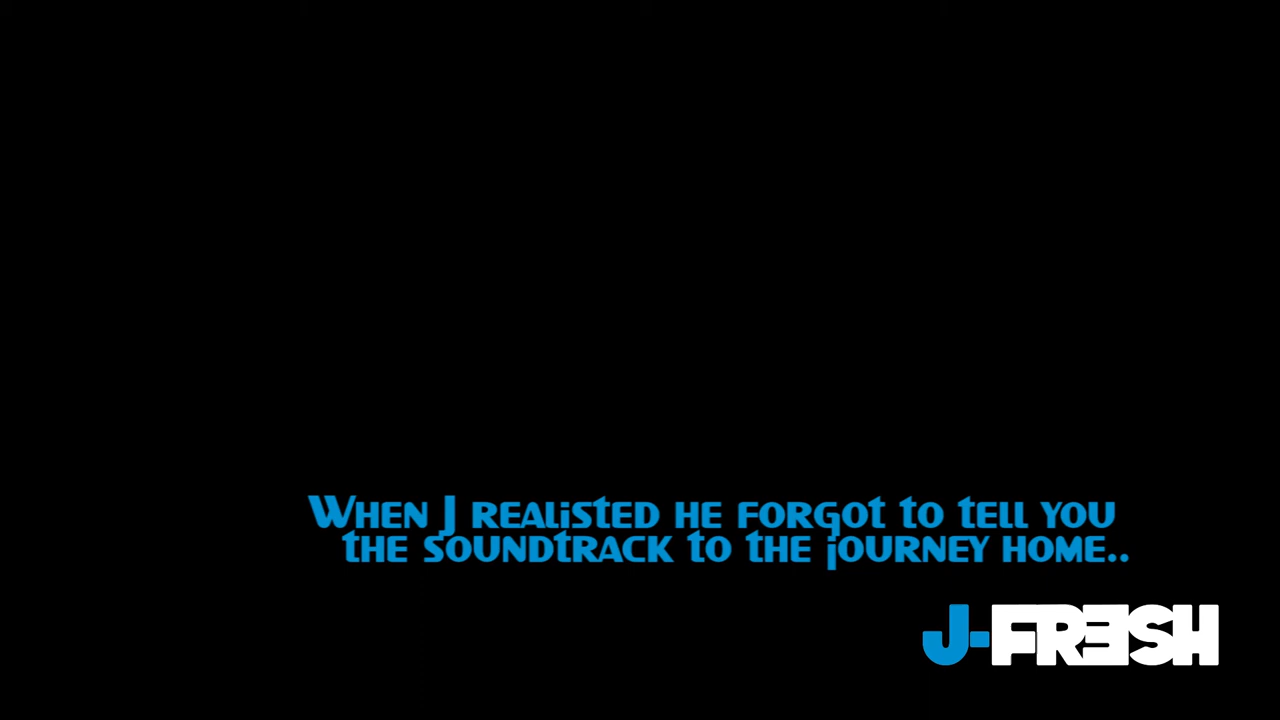 When J realisted he forgot to tell you
the soundtrack to the journey home..
J-FRESH